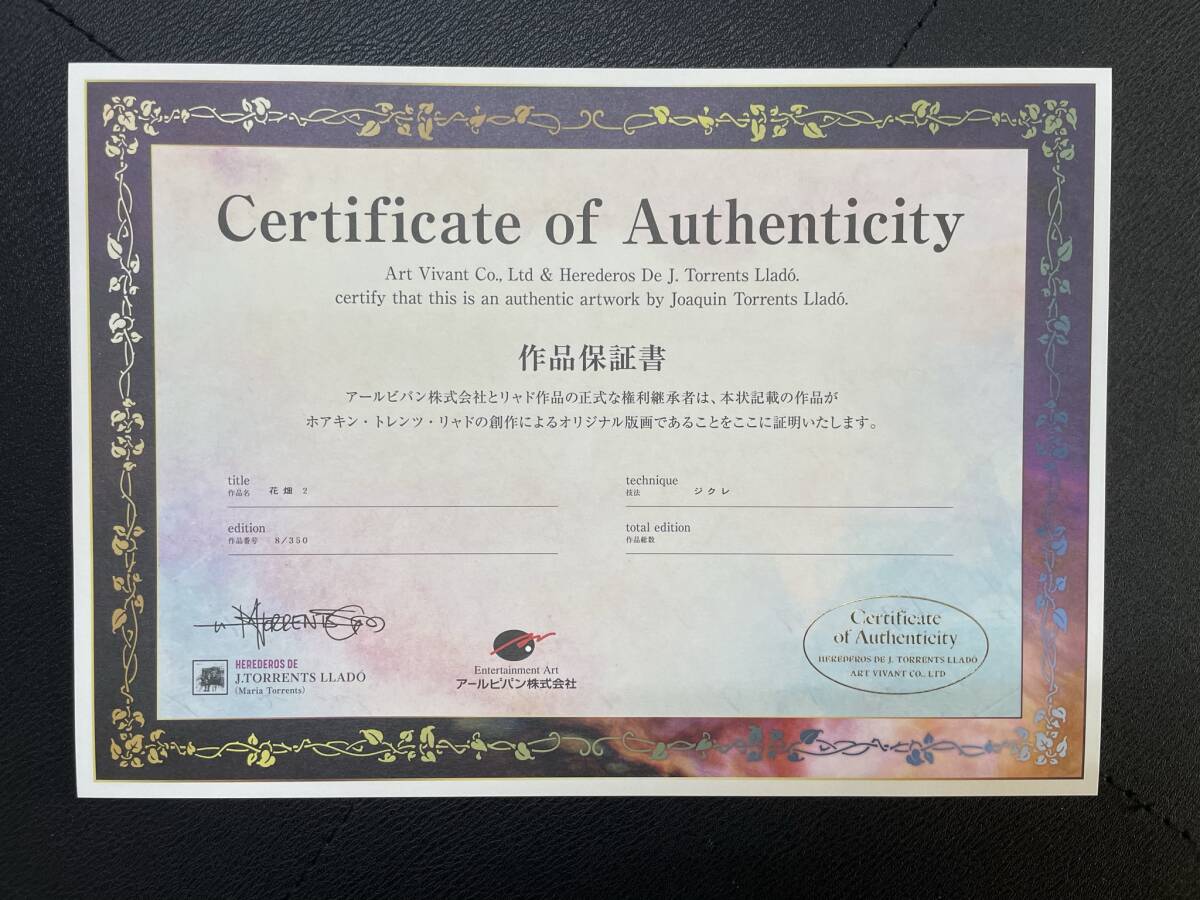 Certificate of Authenticity
Art Vivant Co., Ltd & Herederos De J. Torrents Lladó.
certify that this is an authentic artwork by Joaquin Torrents Lladó.
作品保証書
アールビバン株式会社とリャド作品の正式な権利継承者は、本状記載の作品が
ホアキン・トレンツ・リャドの創作によるオリジナル版画であることをここに証明いたします。
title
作品名 花畑 2
technique
技法 ジクレ
edition
作品番号 8/350
total edition
作品総数
HEREDEROS DE
J.TORRENTS LLADÓ
(Maria Torrents)
Entertainment Art
アールビバン株式会社
Certificate
of Authenticity
HEREDEROS DE J. TORRENTS LLADÓ
ART VIVANT CO., LTD